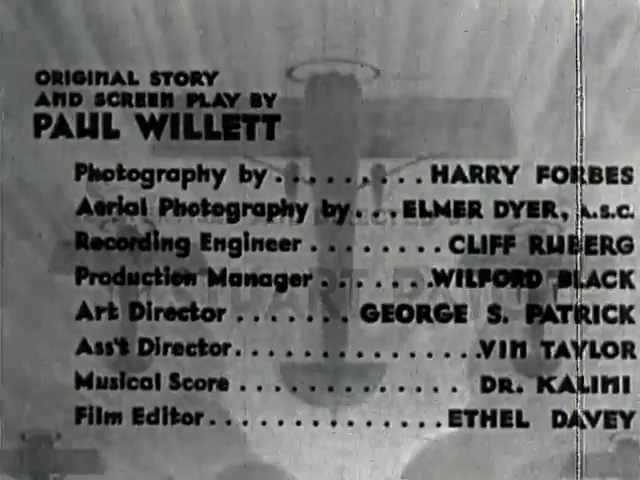 ORIGINAL STORY
AND SCREEN PLAY BY
PAUL WILLETT
Photography by.........HARRY FORBES
Aerial Photography by...ELMER DYER, A.S.C.
Recording Engineer........CLIFF RUBERG
Production Manager.......WILFORD BLACK
Art Director.......GEORGE S. PATRICK
Ass't Director...............VIN TAYLOR
Musical Score..............DR. KALINI
Film Editor...............ETHEL DAVEY